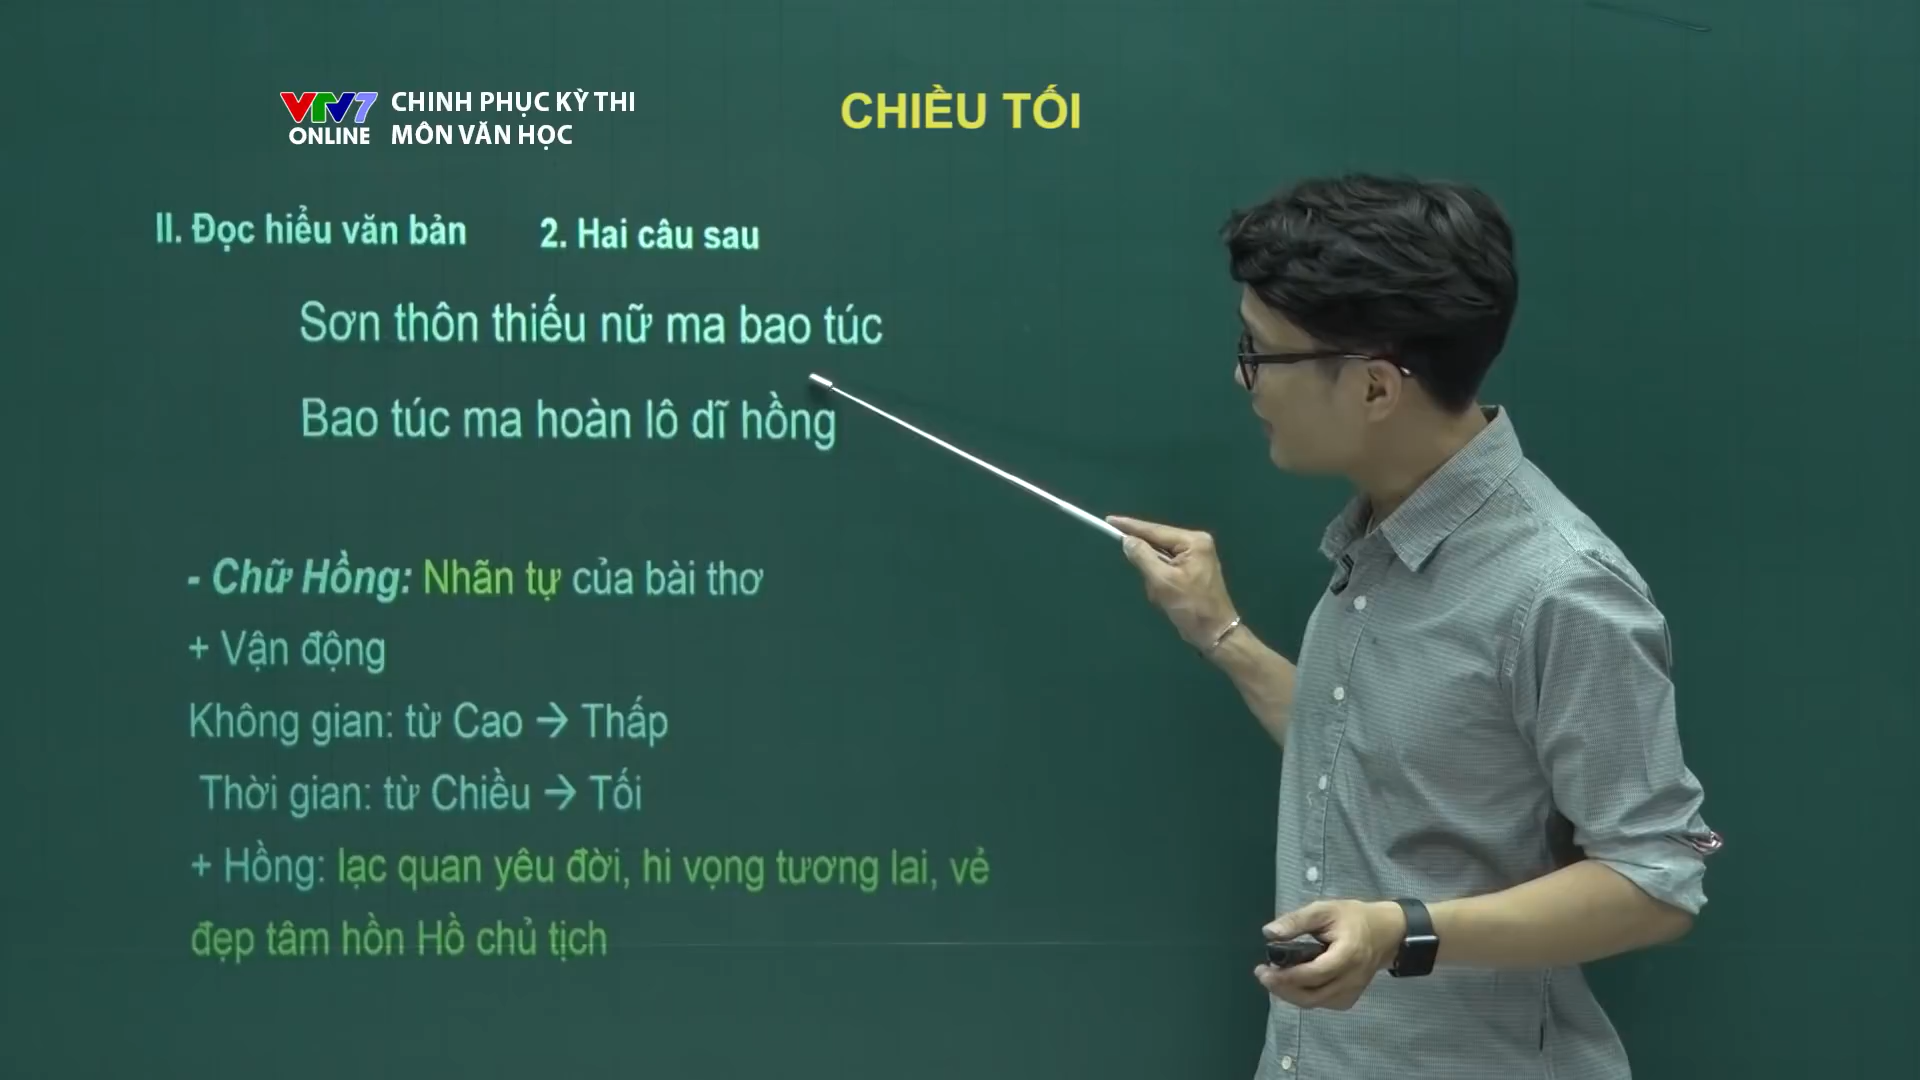 VTV7
ONLINE
CHINH PHỤC KỲ THI
MÔN VĂN HỌC
CHIỀU TỐI
II. Đọc hiểu văn bản
2. Hai câu sau
Sơn thôn thiếu nữ ma bao túc
Bao túc ma hoàn lô dĩ hồng
- Chữ Hồng: Nhãn tự của bài thơ
+ Vận động
Không gian: từ Cao → Thấp
Thời gian: từ Chiều → Tối
+ Hồng: lạc quan yêu đời, hi vọng tương lai, vẻ
đẹp tâm hồn Hồ chủ tịch